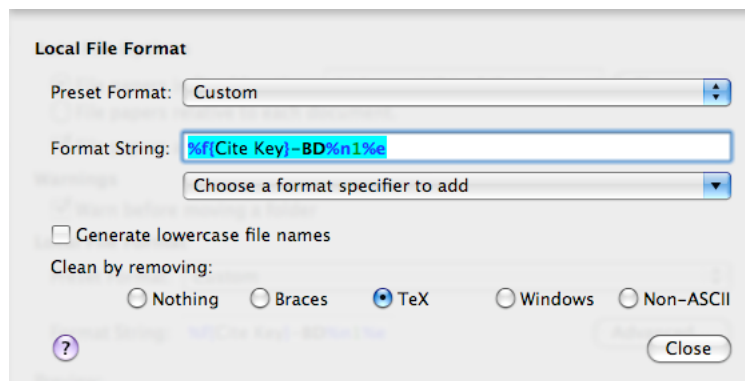 Local File Format
Preset Format: Custom
Format String: %f{Cite Key}-BD%n1%e
Choose a format specifier to add
Generate lowercase file names
Clean by removing:
Nothing Braces TeX Windows Non-ASCII
? Close